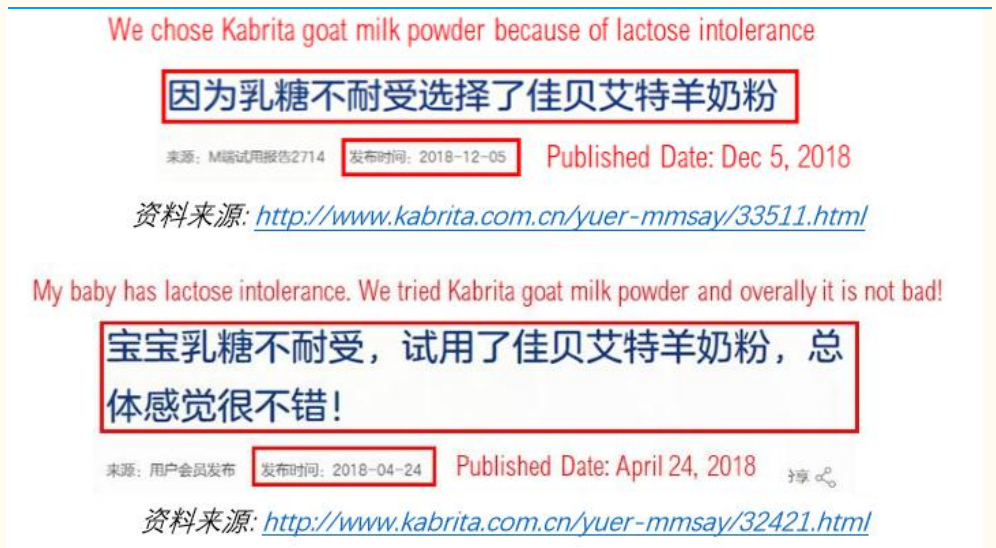 We chose Kabrita goat milk powder because of lactose intolerance
因为乳糖不耐受选择了佳贝艾特羊奶粉
来源：M端试用报告2714 发布时间：2018-12-05 Published Date: Dec 5, 2018
资料来源: http://www.kabrita.com.cn/yuer-mmsay/33511.html
My baby has lactose intolerance. We tried Kabrita goat milk powder and overally it is not bad!
宝宝乳糖不耐受，试用了佳贝艾特羊奶粉，总
体感觉很不错！
来源：用户会员发布 发布时间：2018-04-24 Published Date: April 24, 2018 享
资料来源: http://www.kabrita.com.cn/yuer-mmsay/32421.html